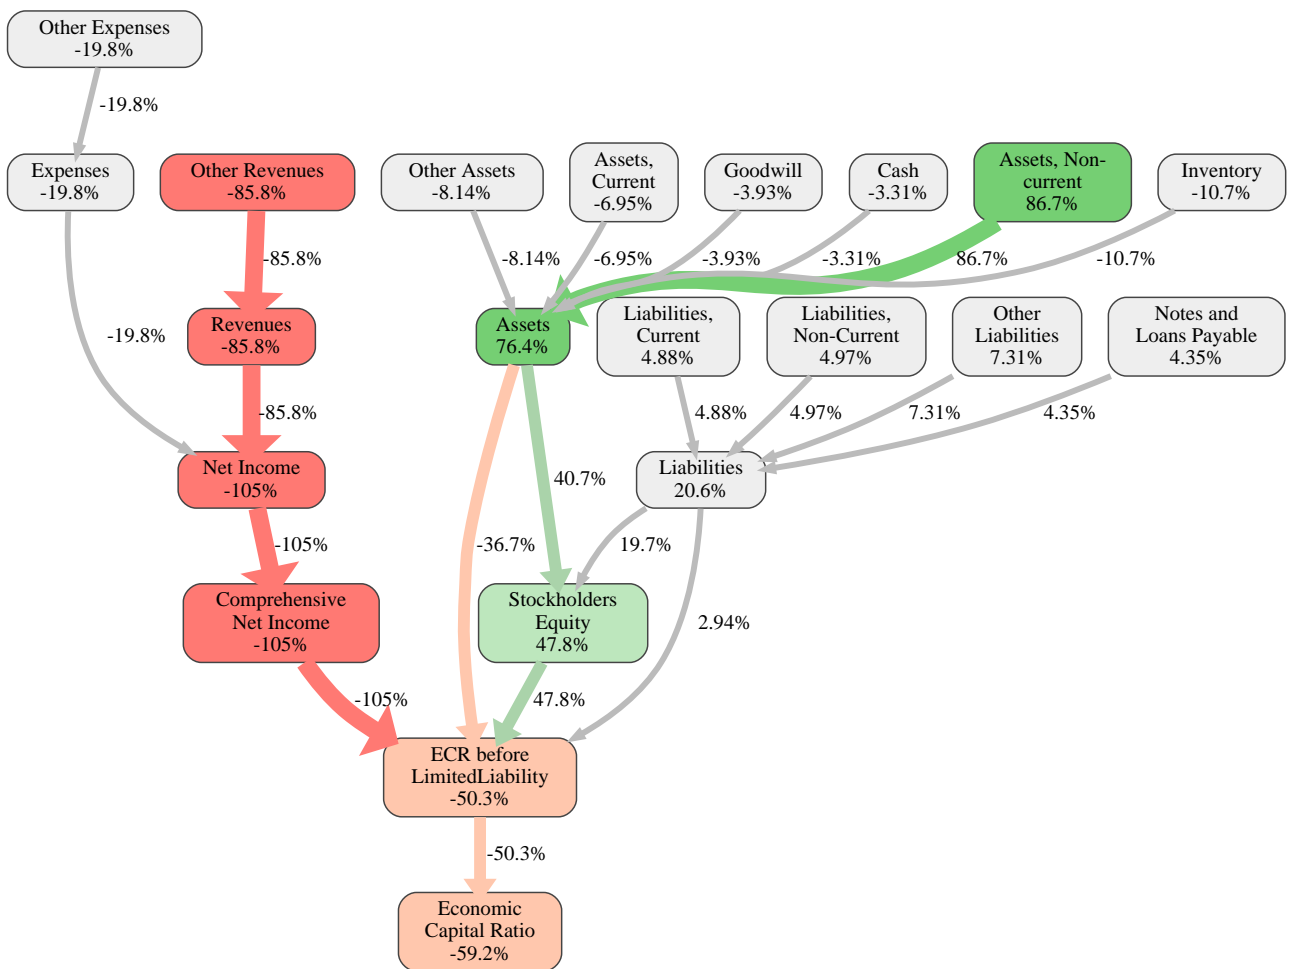 Other Expenses
-19.8%
-19.8%
Expenses
-19.8%
Other Revenues
-85.8%
Other Assets
-8.14%
Assets,
Current
-6.95%
Goodwill
-3.93%
Cash
-3.31%
Assets, Non-
current
86.7%
Inventory
-10.7%
-85.8%
-8.14%
-6.95%
-3.93%
-3.31%
86.7%
-10.7%
-19.8%
Revenues
-85.8%
Assets
76.4%
Liabilities,
Current
4.88%
Liabilities,
Non-Current
4.97%
Other
Liabilities
7.31%
Notes and
Loans Payable
4.35%
-85.8%
4.88%
4.97%
7.31%
4.35%
Net Income
-105%
40.7%
Liabilities
20.6%
-105%
-36.7%
19.7%
Comprehensive
Net Income
-105%
Stockholders
Equity
47.8%
2.94%
-105%
47.8%
ECR before
LimitedLiability
-50.3%
-50.3%
Economic
Capital Ratio
-59.2%